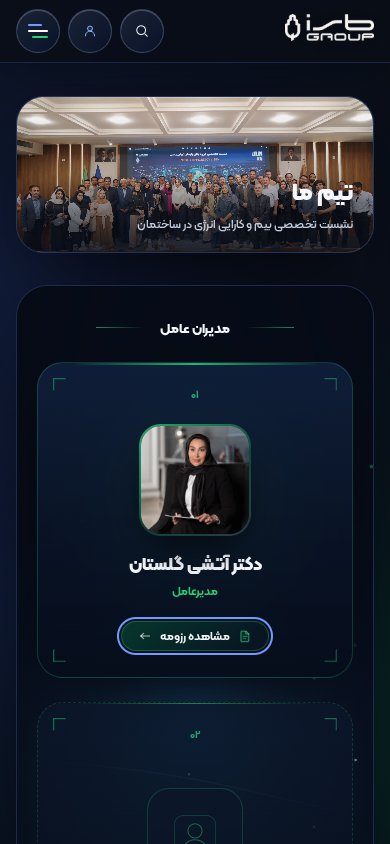 GROUP
تیم ما
نشست تخصصی بیم و کارایی انرژی در ساختمان
مدیران عامل
۰۱
دکتر آتشی گلستان
مدیرعامل
مشاهده رزومه
۰۲